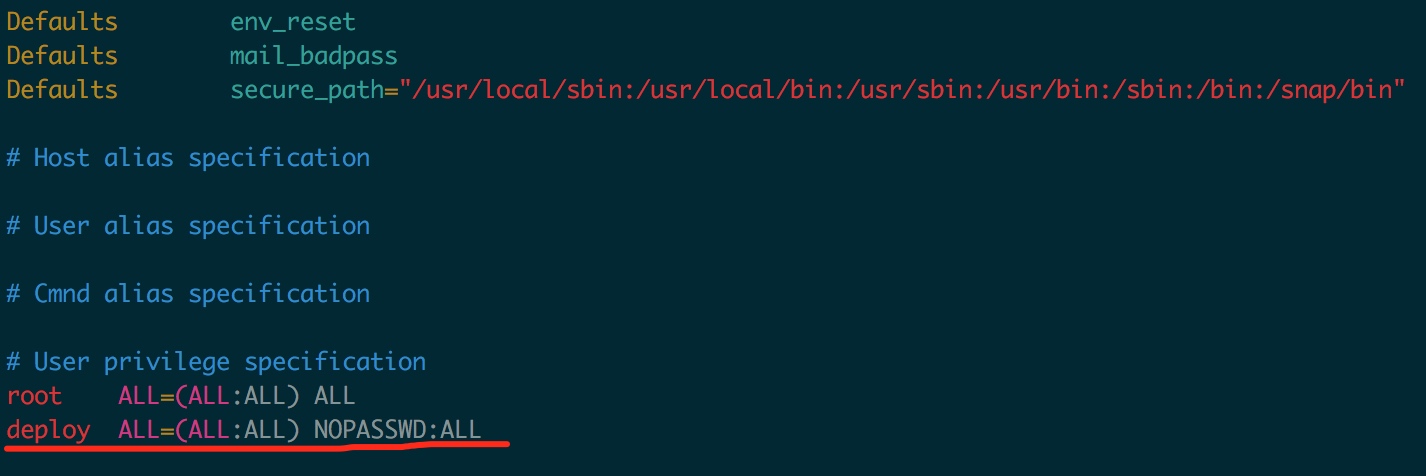 Defaults        env_reset
Defaults        mail_badpass
Defaults        secure_path="/usr/local/sbin:/usr/local/bin:/usr/sbin:/usr/bin:/sbin:/bin:/snap/bin"
# Host alias specification
# User alias specification
# Cmnd alias specification
# User privilege specification
root    ALL=(ALL:ALL) ALL
deploy  ALL=(ALL:ALL) NOPASSWD:ALL